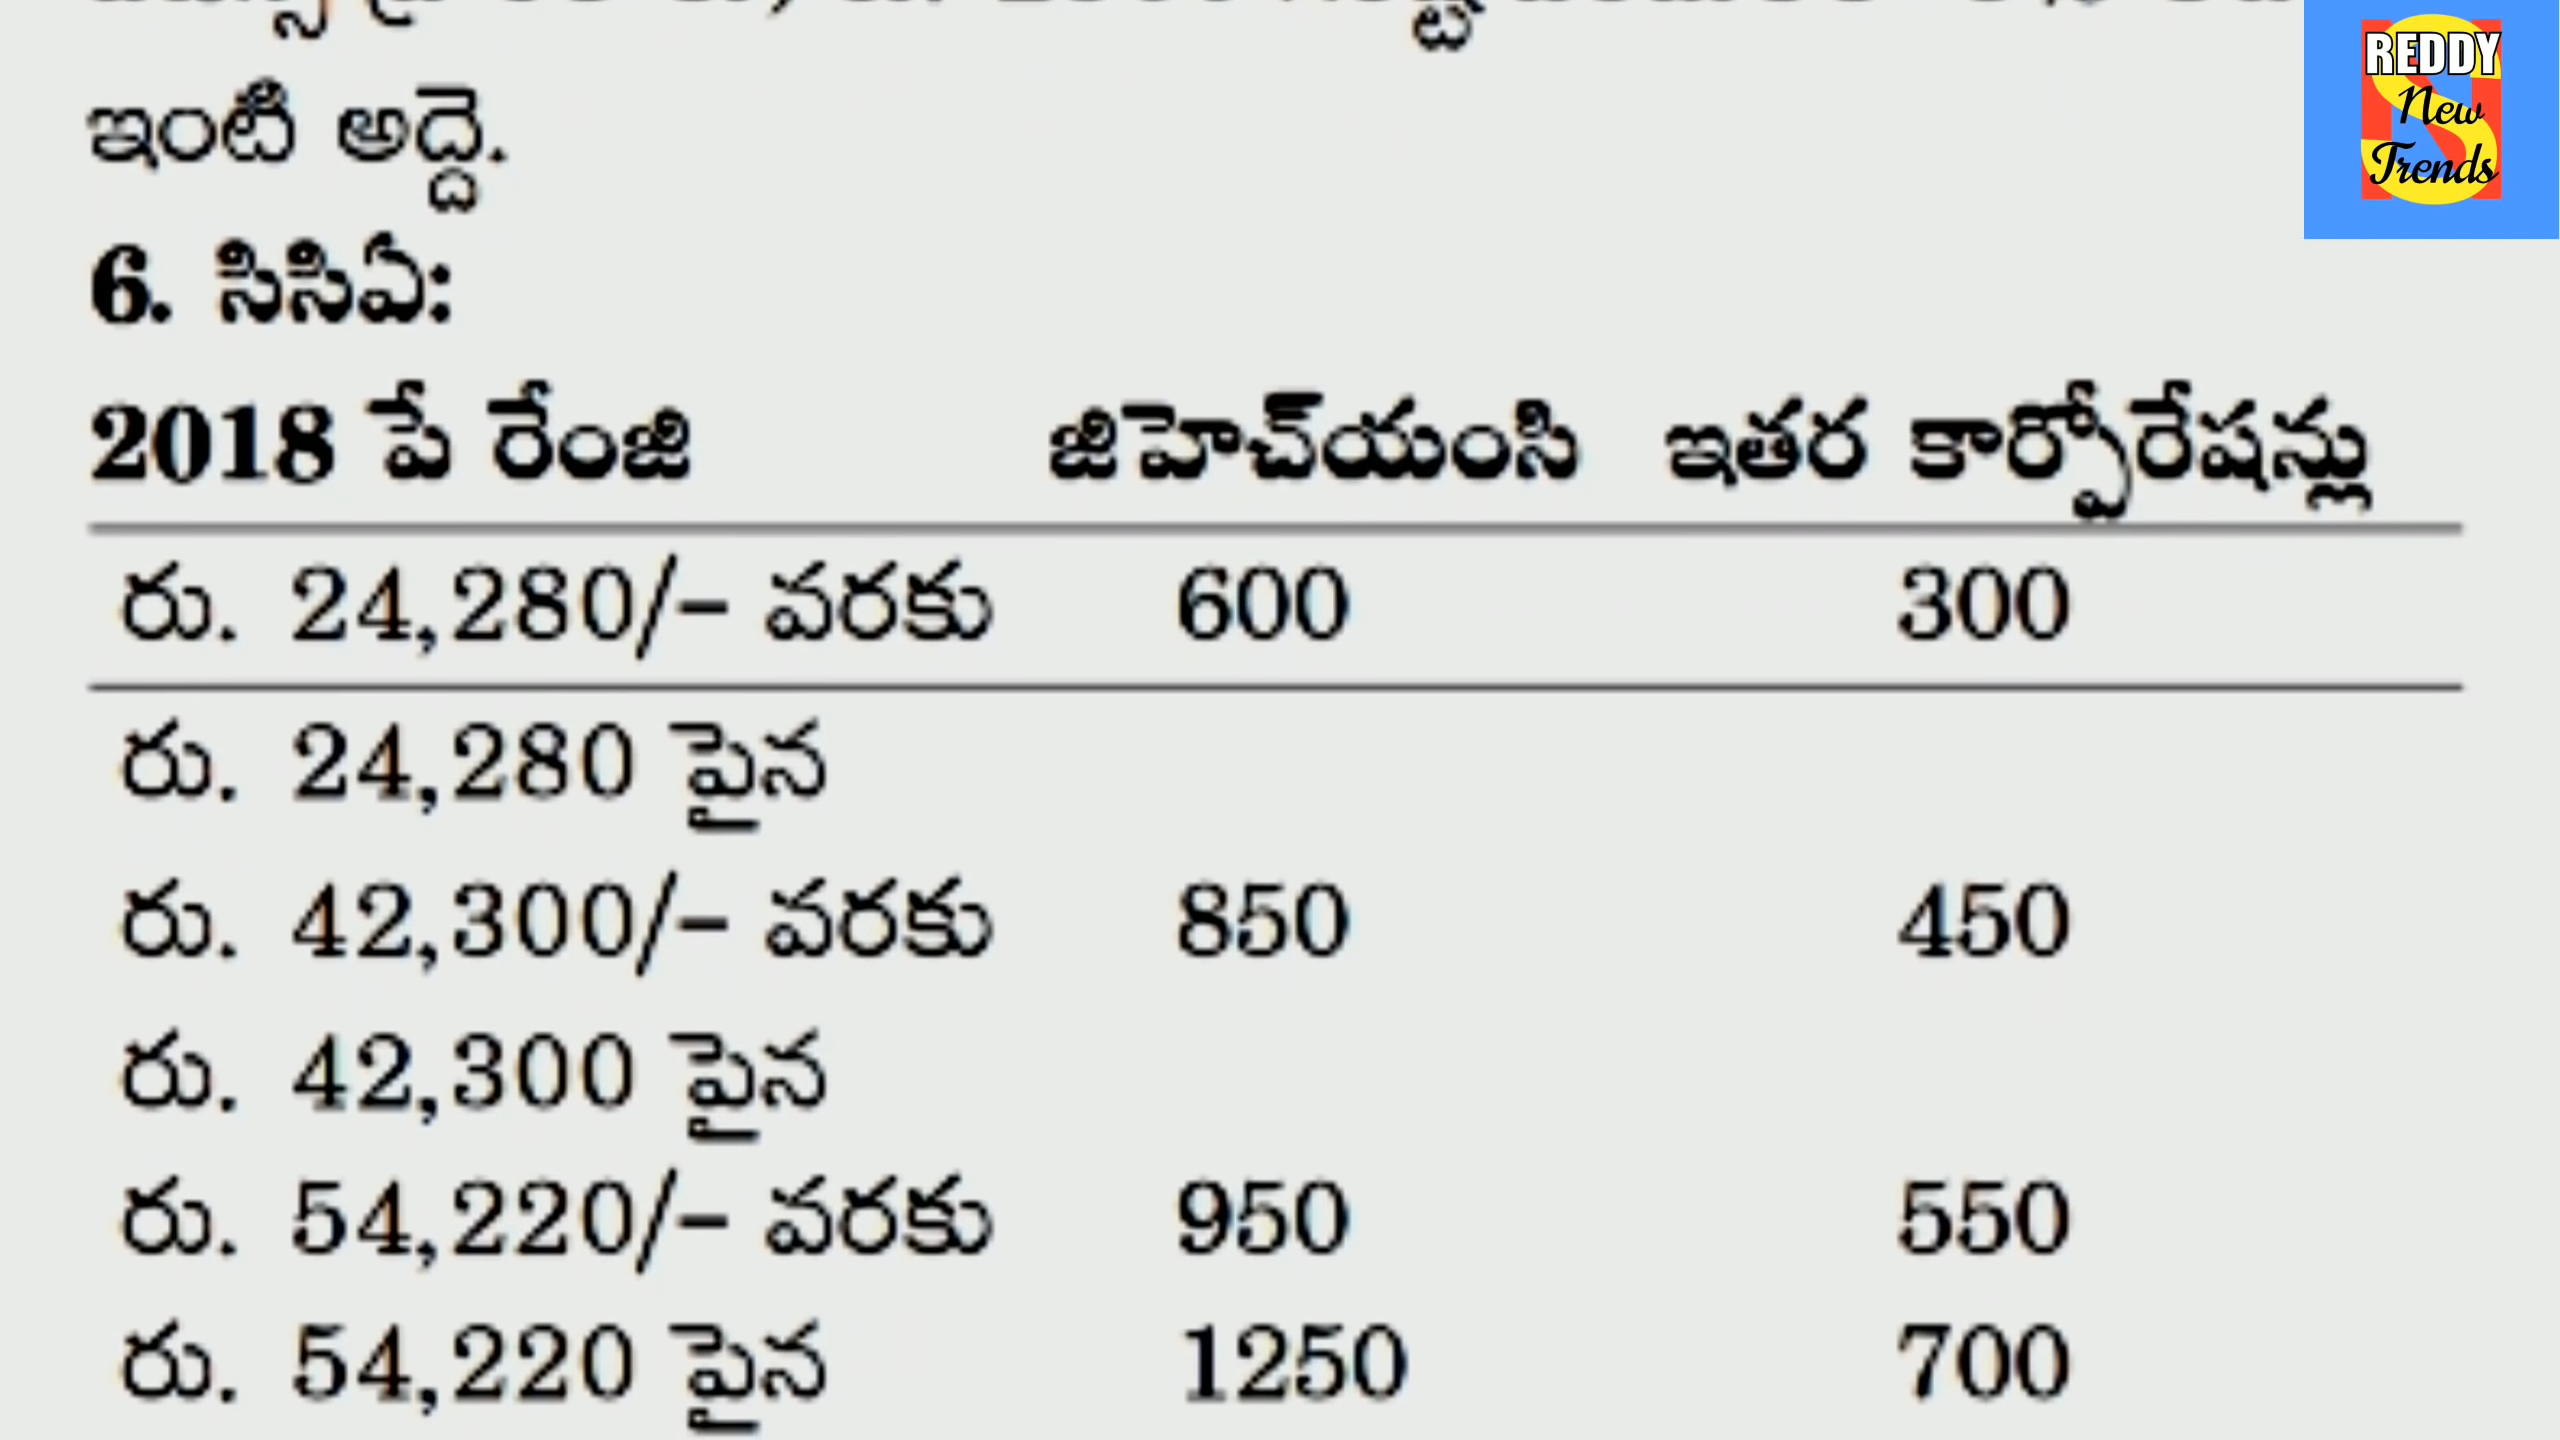 ఇంటి అద్దె.
6. సిసిఏ:
2018 పే రేంజి జిహెచ్‌యంసి ఇతర కార్పోరేషన్లు
రు. 24,280/– వరకు 600 300
రు. 24,280 పైన
రు. 42,300/– వరకు 850 450
రు. 42,300 పైన
రు. 54,220/– వరకు 950 550
రు. 54,220 పైన 1250 700
REDDY
New
Trends